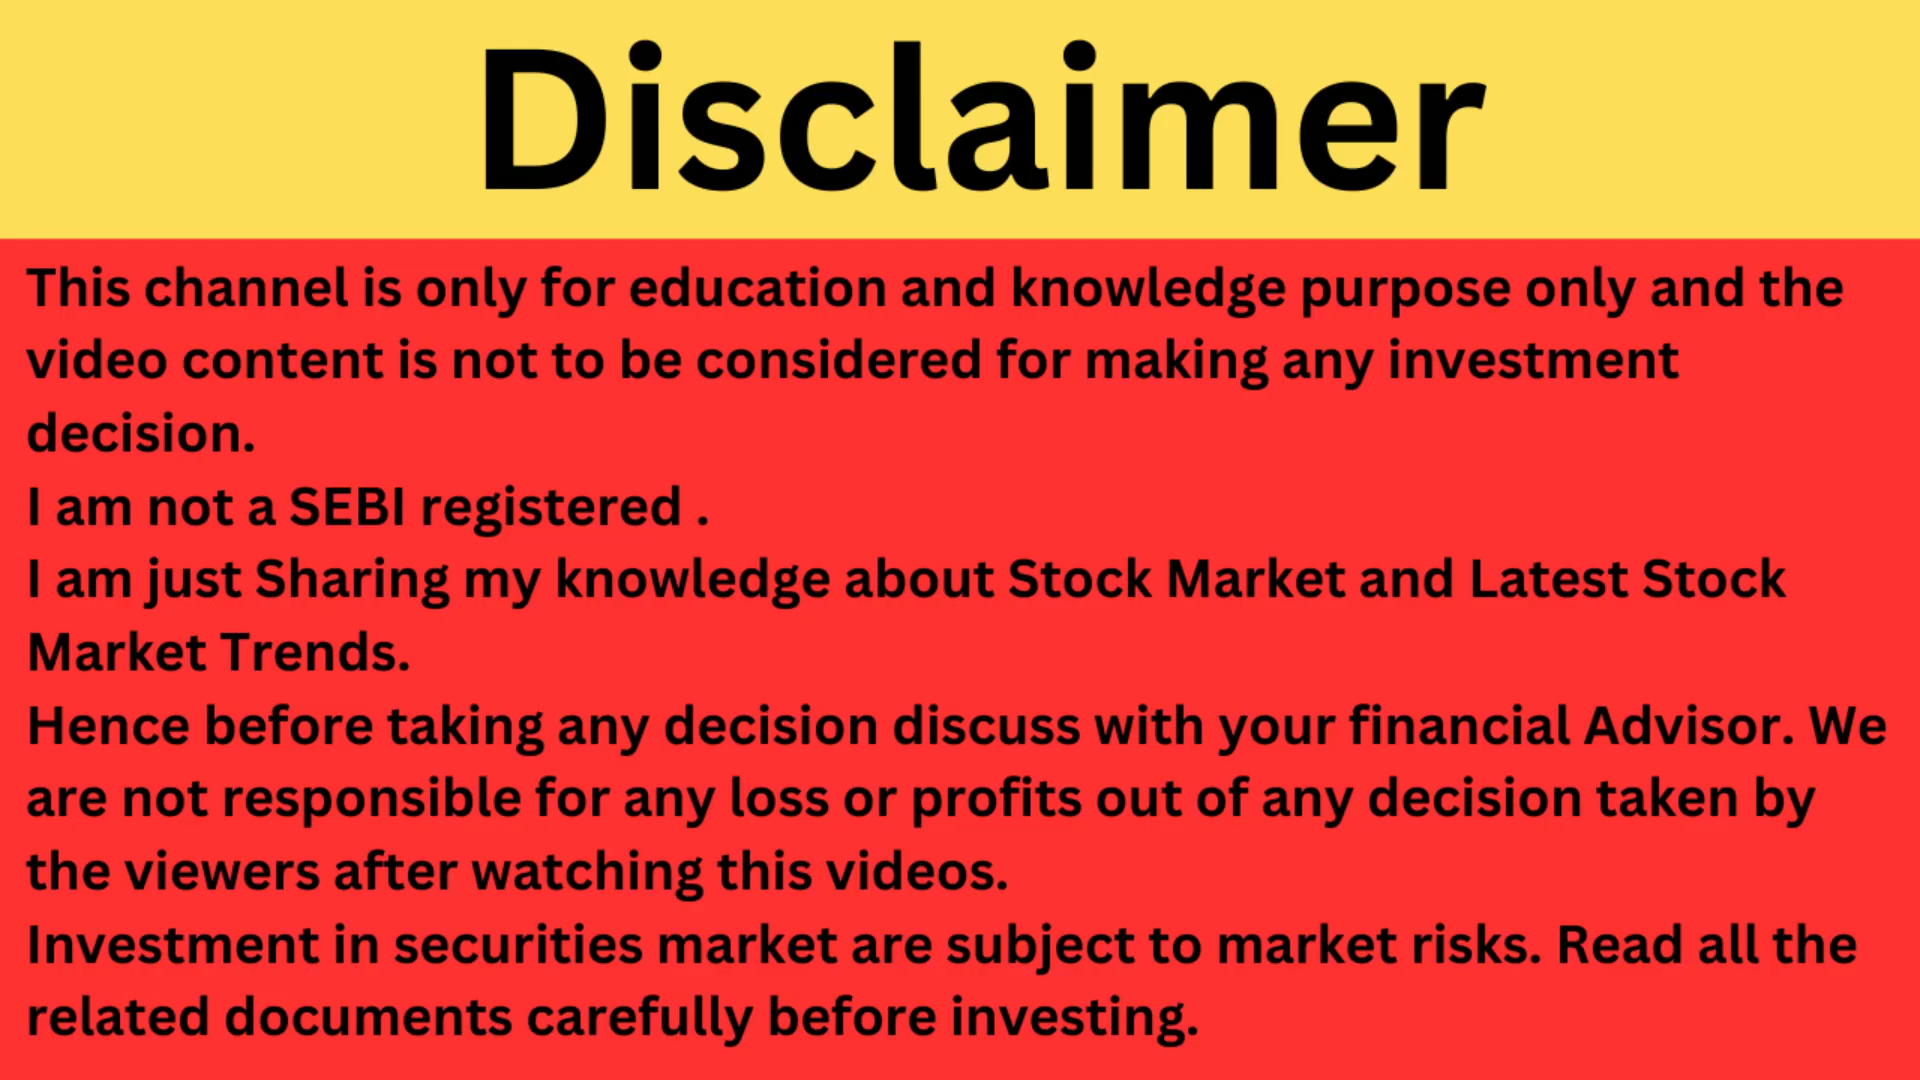 Disclaimer
This channel is only for education and knowledge purpose only and the
video content is not to be considered for making any investment
decision.
I am not a SEBI registered .
I am just Sharing my knowledge about Stock Market and Latest Stock
Market Trends.
Hence before taking any decision discuss with your financial Advisor. We
are not responsible for any loss or profits out of any decision taken by
the viewers after watching this videos.
Investment in securities market are subject to market risks. Read all the
related documents carefully before investing.